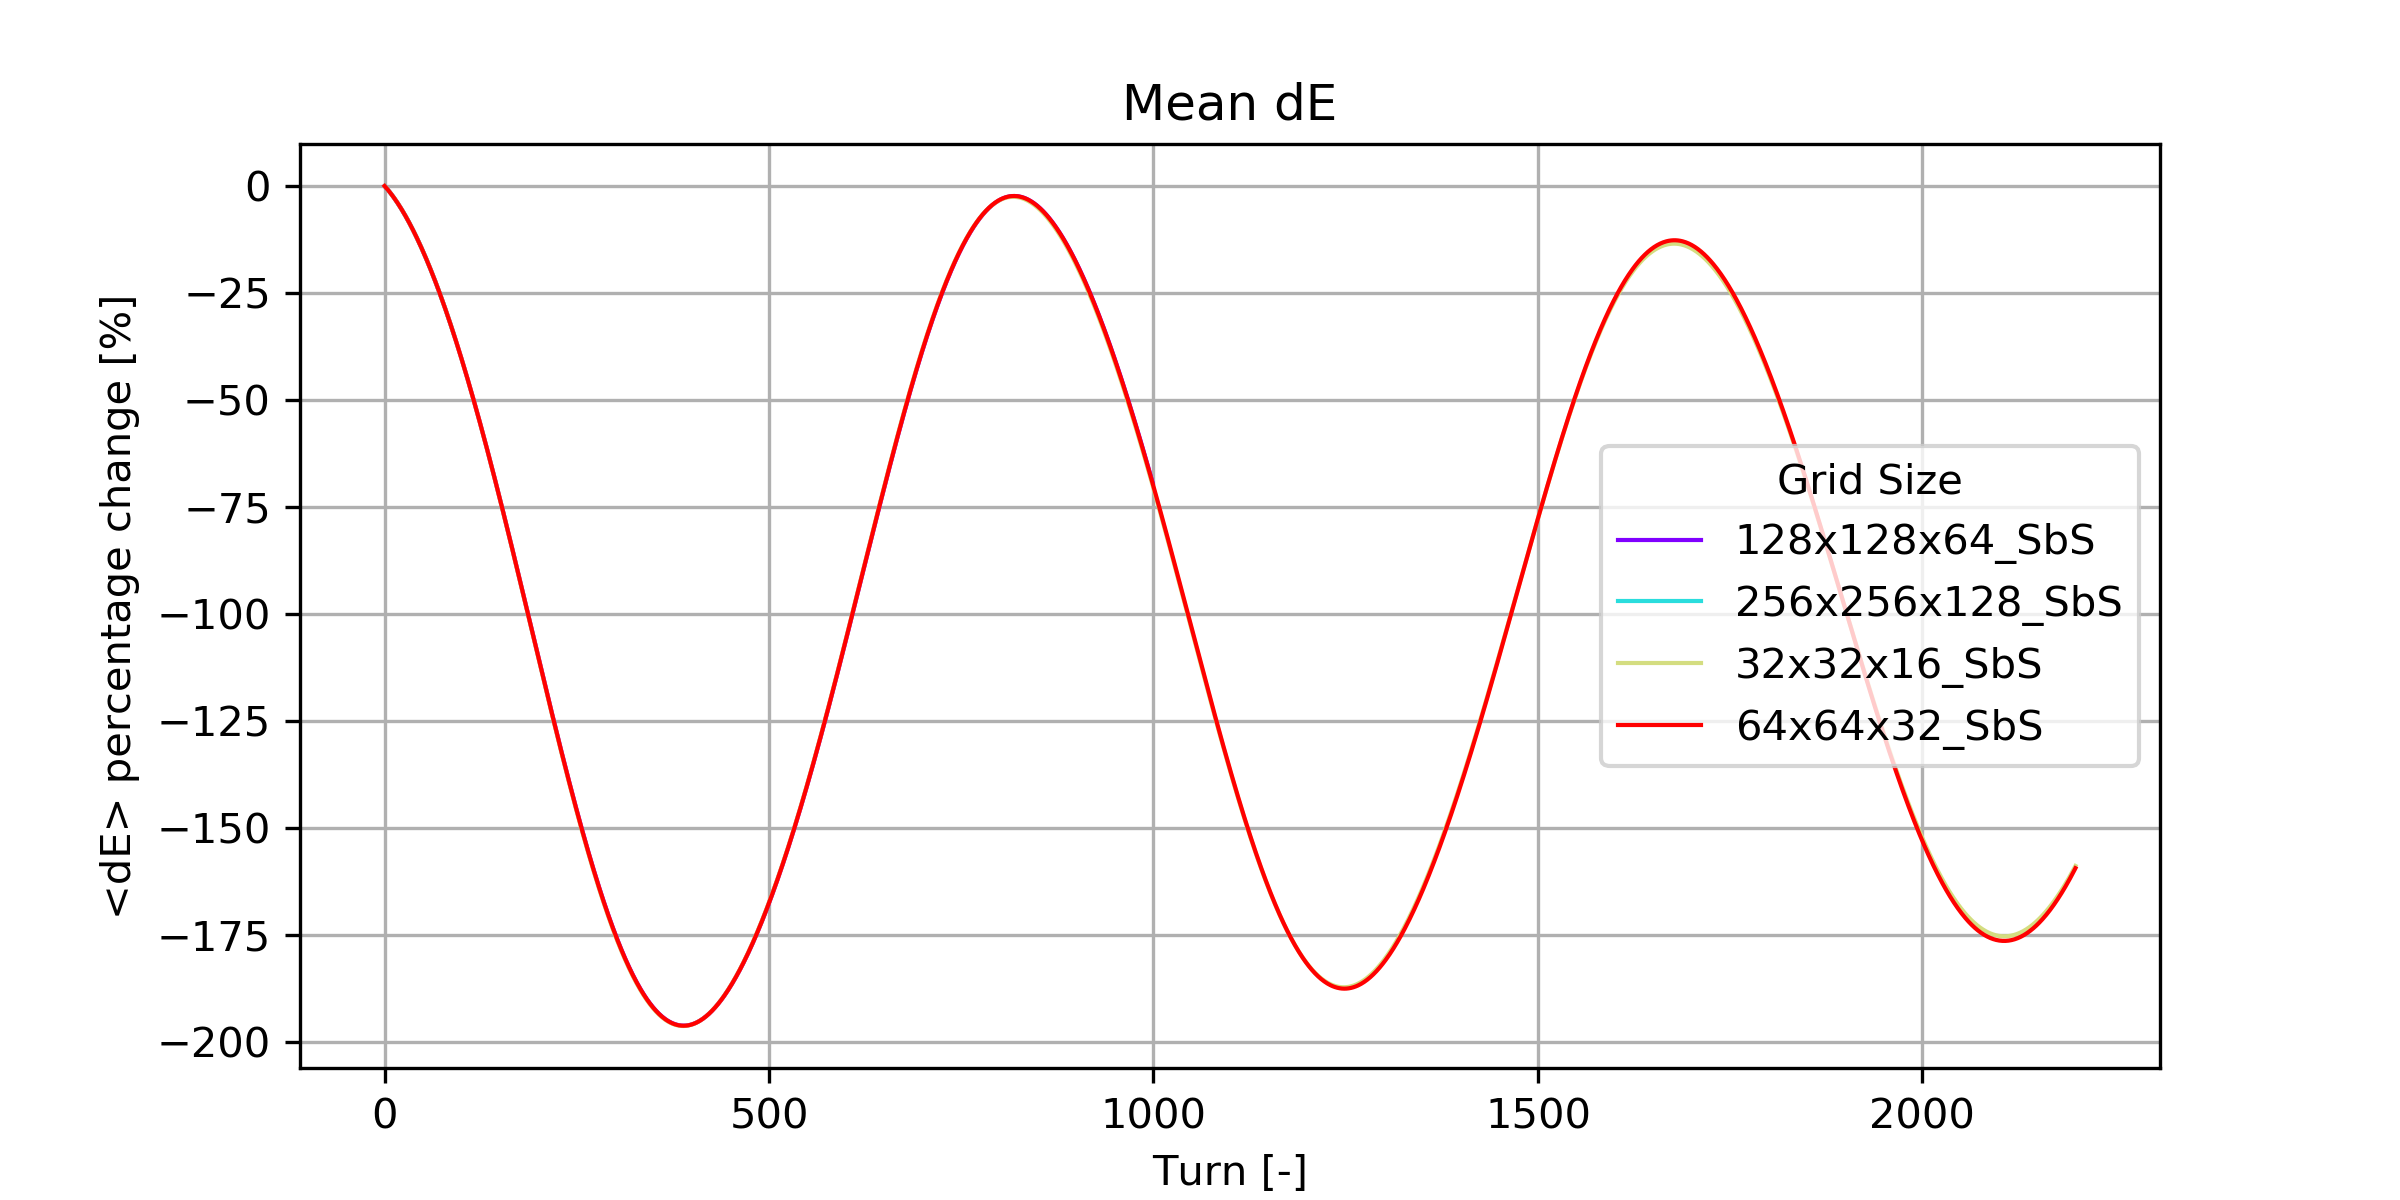 Mean dE
0
−25
−50
−75
−100
−125
−150
−175
−200
<dE> percentage change [%]
Grid Size
128x128x64_SbS
256x256x128_SbS
32x32x16_SbS
64x64x32_SbS
0
500
1000
1500
2000
Turn [-]